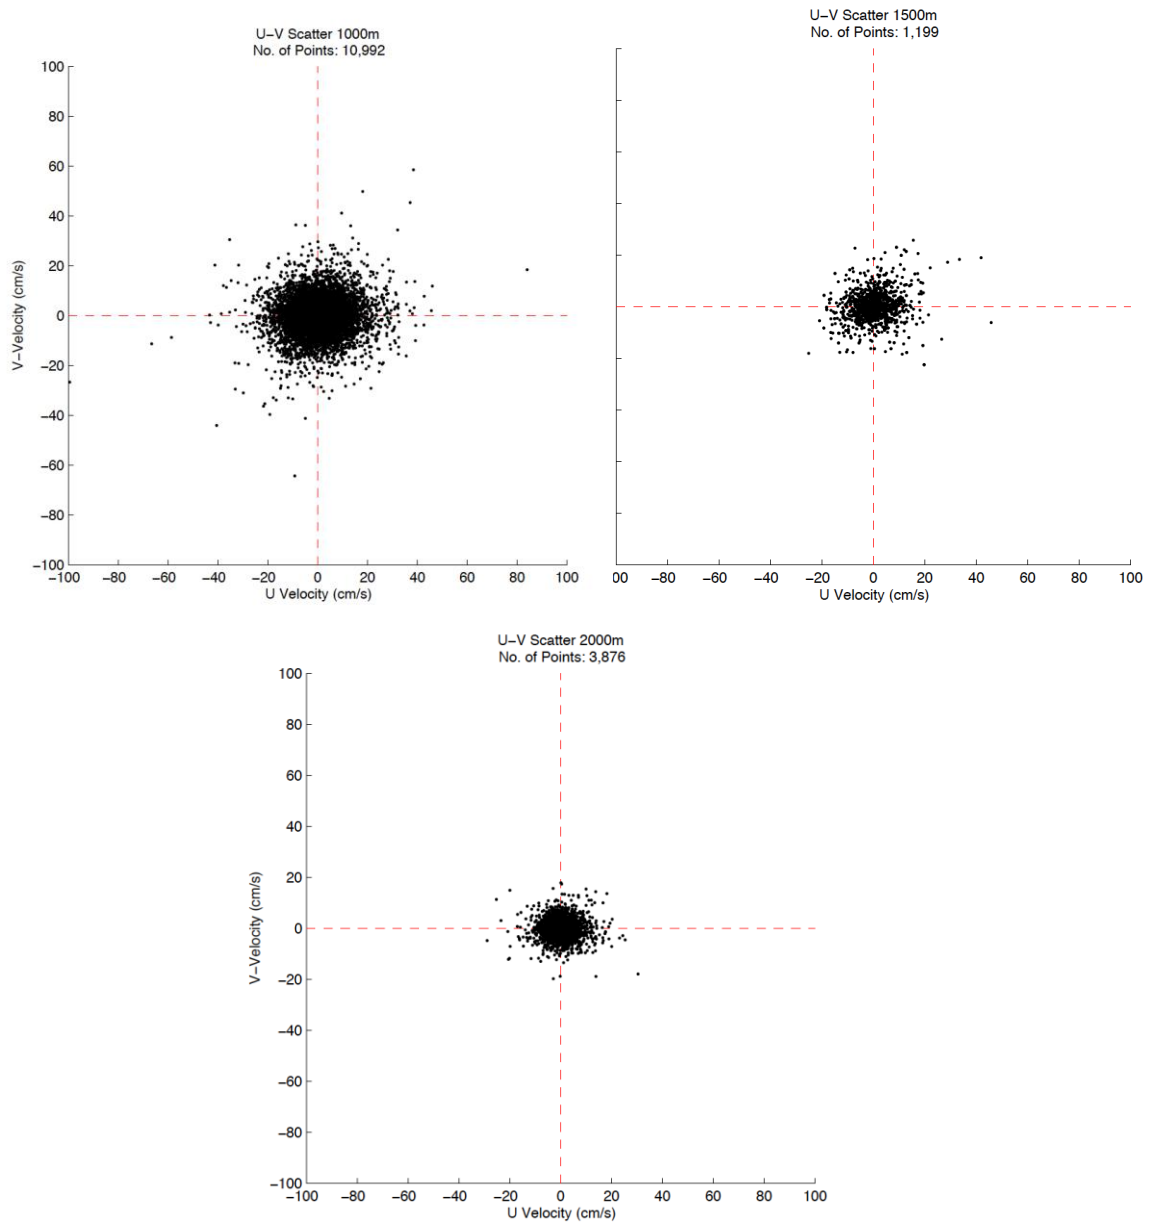 U-V Scatter 1000m
No. of Points: 10,992
100
80
60
40
20
0
-20
-40
-60
-80
-100
V-Velocity (cm/s)
-100 -80 -60 -40 -20 0 20 40 60 80 100
U Velocity (cm/s)
U-V Scatter 1500m
No. of Points: 1,199
00 -80 -60 -40 -20 0 20 40 60 80 100
U Velocity (cm/s)
U-V Scatter 2000m
No. of Points: 3,876
100
80
60
40
20
0
-20
-40
-60
-80
-100
V-Velocity (cm/s)
-100 -80 -60 -40 -20 0 20 40 60 80 100
U Velocity (cm/s)